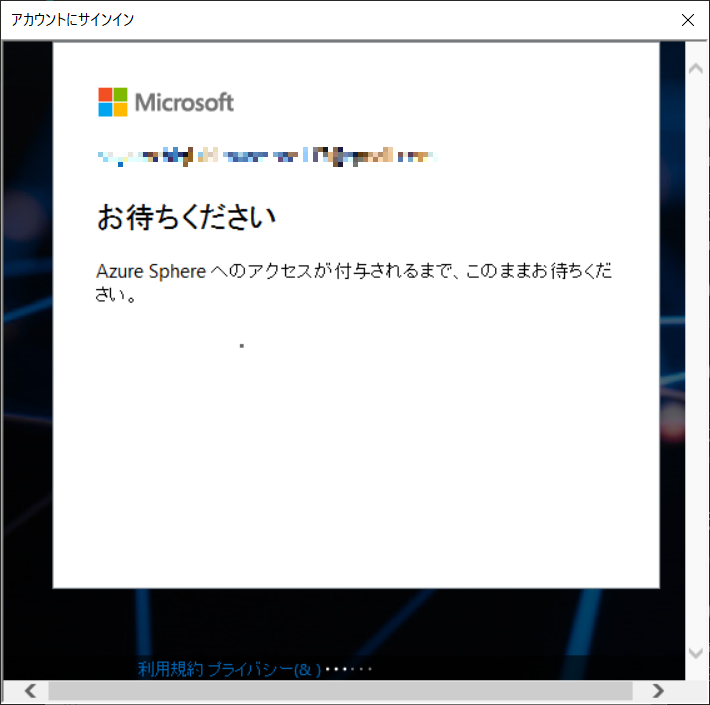 アカウントにサインイン
Microsoft
お待ちください
Azure Sphere へのアクセスが付与されるまで、このままお待ちくだ
さい。
利用規約 プライバシー(& )